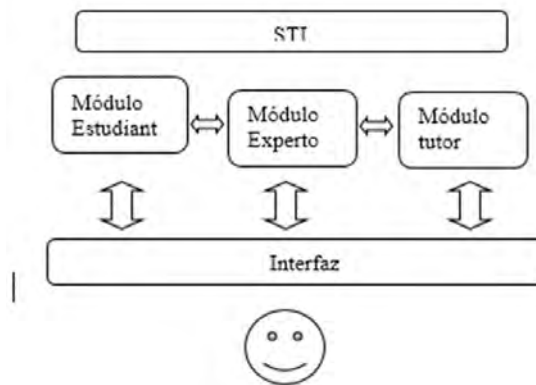 STI
Módulo
Estudiant
Módulo
Experto
Módulo
tutor
Interfaz